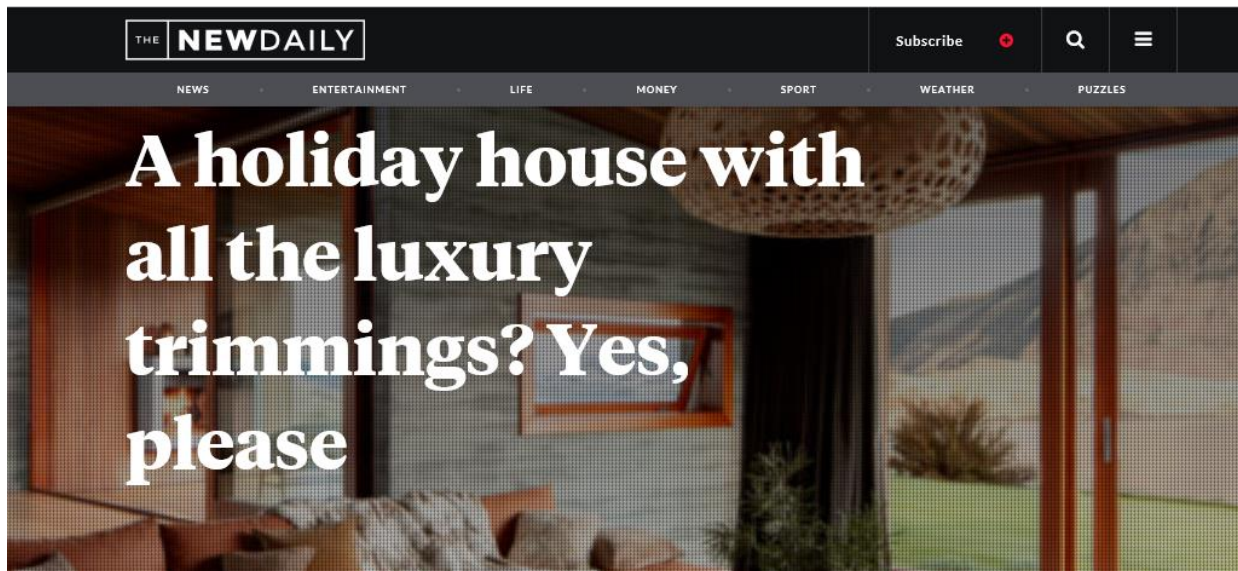 THE NEWDAILY
Subscribe
NEWS ENTERTAINMENT LIFE MONEY SPORT WEATHER PUZZLES
A holiday house with
all the luxury
trimmings? Yes,
please